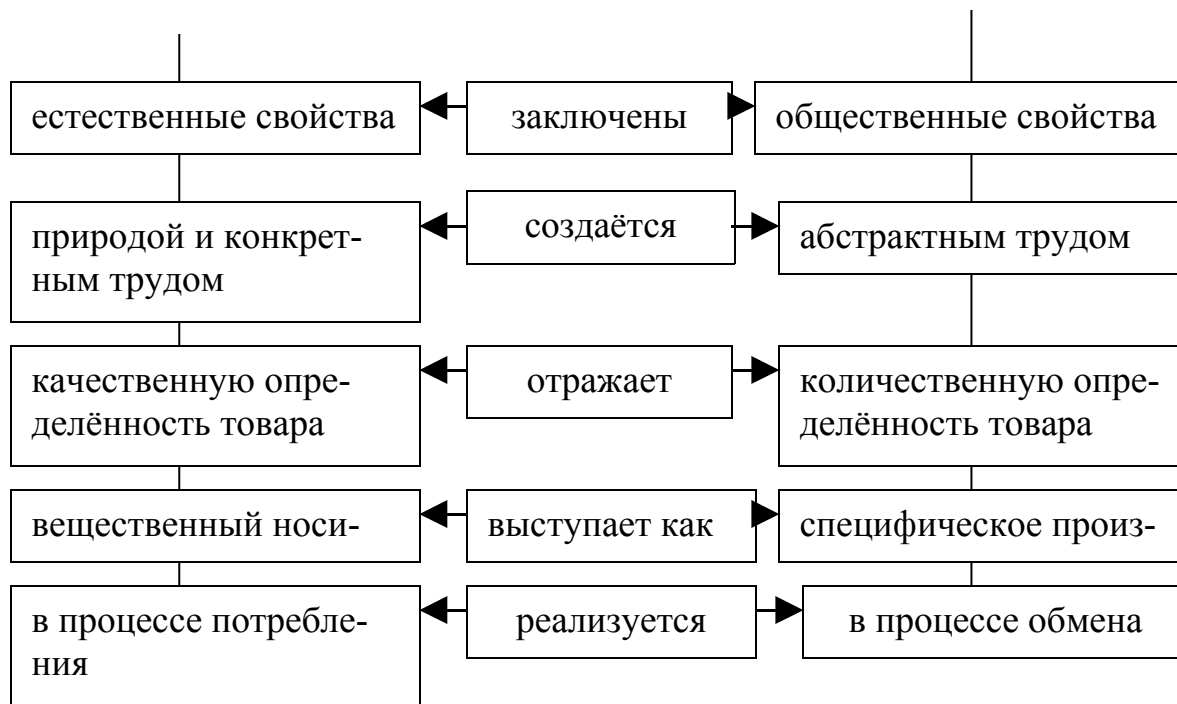 естественные свойства заключены общественные свойства
природой и конкрет-
ным трудом
создаётся
абстрактным трудом
качественную опре-
делённость товара
отражает
количественную опре-
делённость товара
вещественный носи- выступает как специфическое произ-
в процессе потребле-
ния
реализуется
в процессе обмена